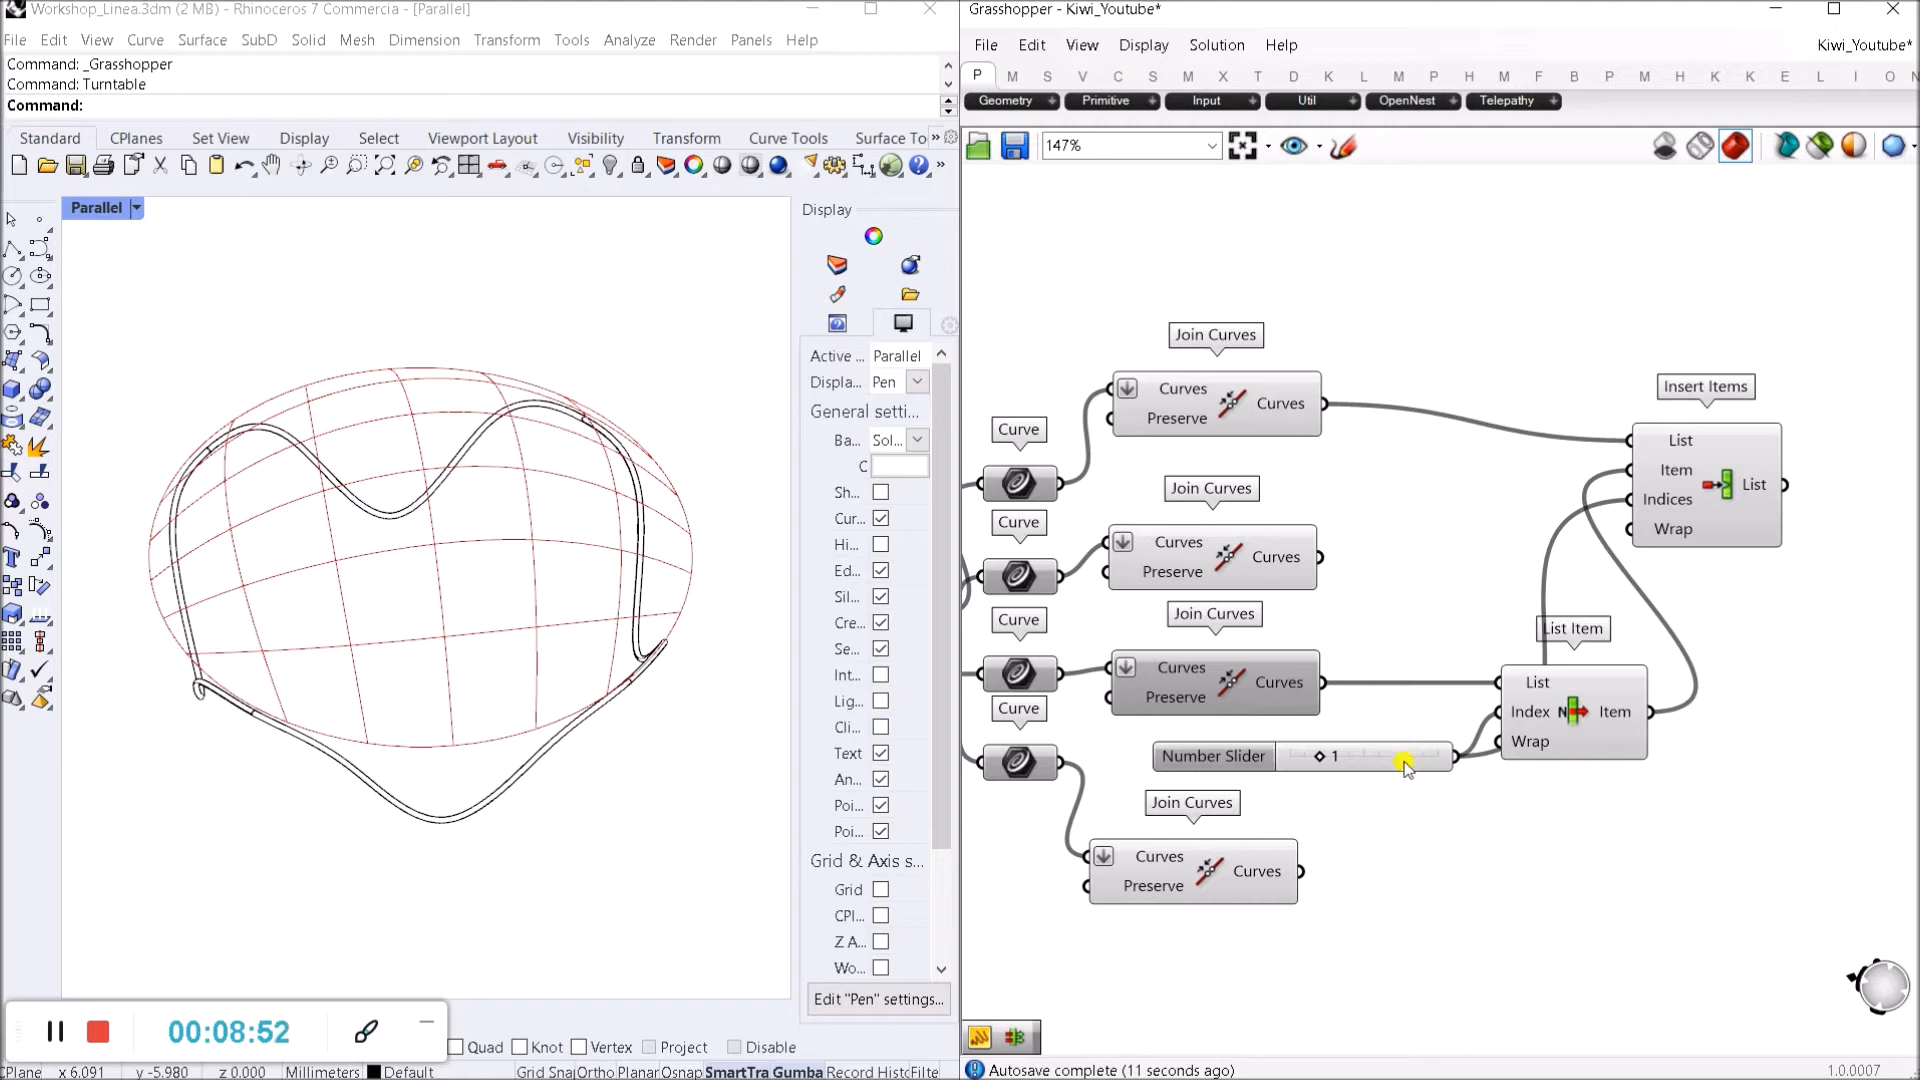 Workshop_Linea.3dm (2 MB) - Rhinoceros 7 Commercia - [Parallel]
File Edit View Curve Surface SubD Solid Mesh Dimension Transform Tools Analyze Render Panels Help
Command: _Grasshopper
Command: Turntable
Command:
Standard CPlanes Set View Display Select Viewport Layout Visibility Transform Curve Tools Surface To »
Parallel
Display
Active ... Parallel
Displa... Pen
General setti...
Ba... Sol...
C
Sh...
Cur...
Hi...
Ed...
Sil...
Cre...
Se...
Int...
Lig...
Cli...
Text
An...
Poi...
Poi...
Grid & Axis s...
Grid
CPl...
Z A...
Wo...
Edit "Pen" settings...
00:08:52
Quad Knot Vertex Project Disable
CPlane x 6.091 y -5.980 z 0.000 Millimeters Default Grid Snap Ortho Planar Osnap SmartTra Gumba Record Histo Filte
Grasshopper - Kiwi_Youtube*
File Edit View Display Solution Help Kiwi_Youtube*
P M S V C S M X T D K L M P H M F B P M H K K E L I O N
Geometry Primitive Input Util OpenNest Telepathy
147%
Join Curves
Curves
Preserve
Curves
Insert Items
List
Item
Indices
Wrap
List
Curve
Join Curves
Curves
Preserve
Curves
Curve
Join Curves
Curves
Preserve
Curves
Curve
List Item
List
Index
Wrap
N
Item
Curve
Number Slider 1
Join Curves
Curves
Preserve
Curves
Autosave complete (11 seconds ago)
1.0.0007